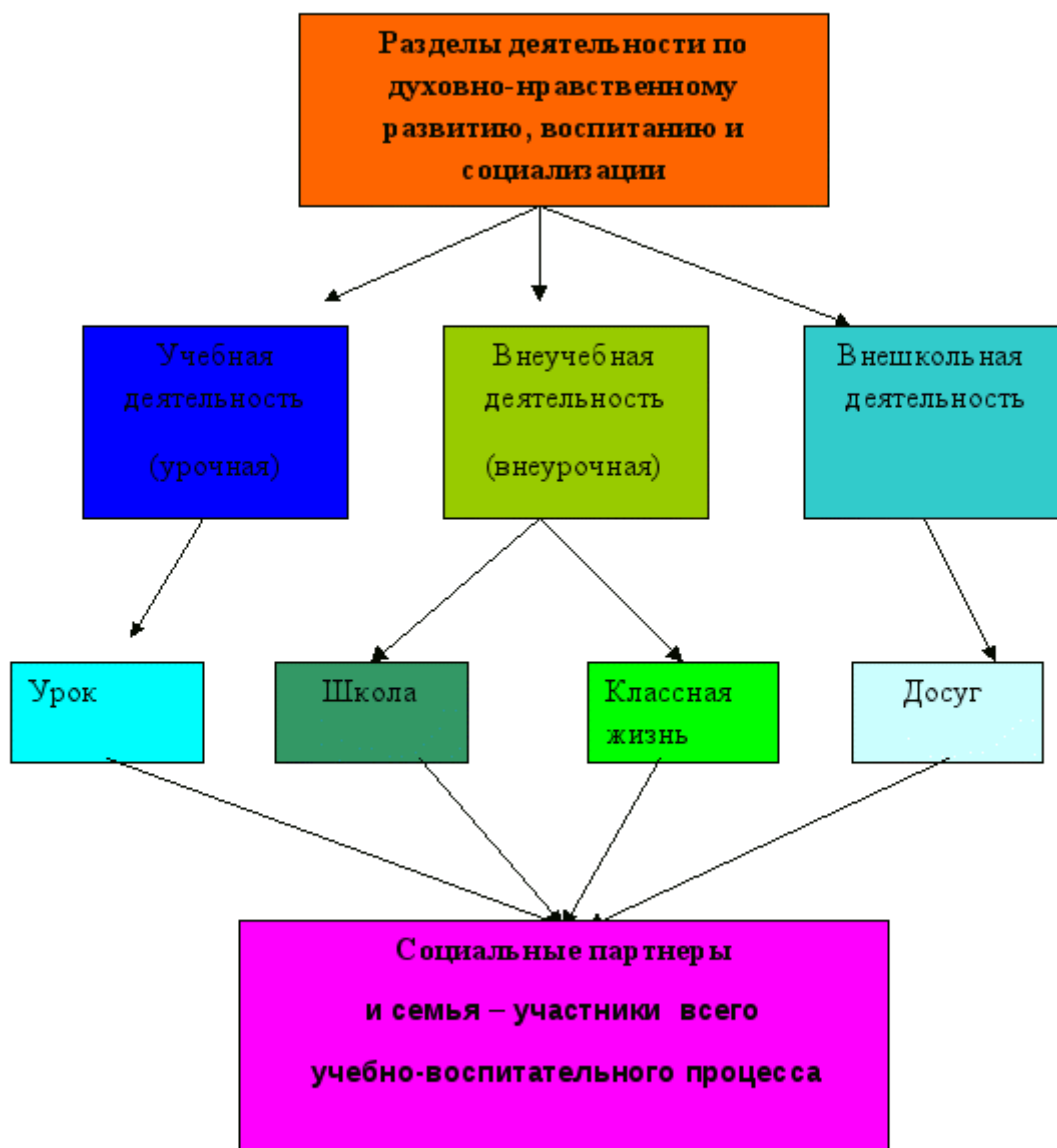 Разделы деятельности по
духовно-нравственному
развитию, воспитанию и
социализации
Учебная
деятельность
(урочная)
Внеучебная
деятельность
(внеурочная)
Внешкольная
деятельность
Урок
Школа
Классная
жизнь
Досуг
Социальные партнеры
и семья – участники всего
учебно-воспитательного процесса